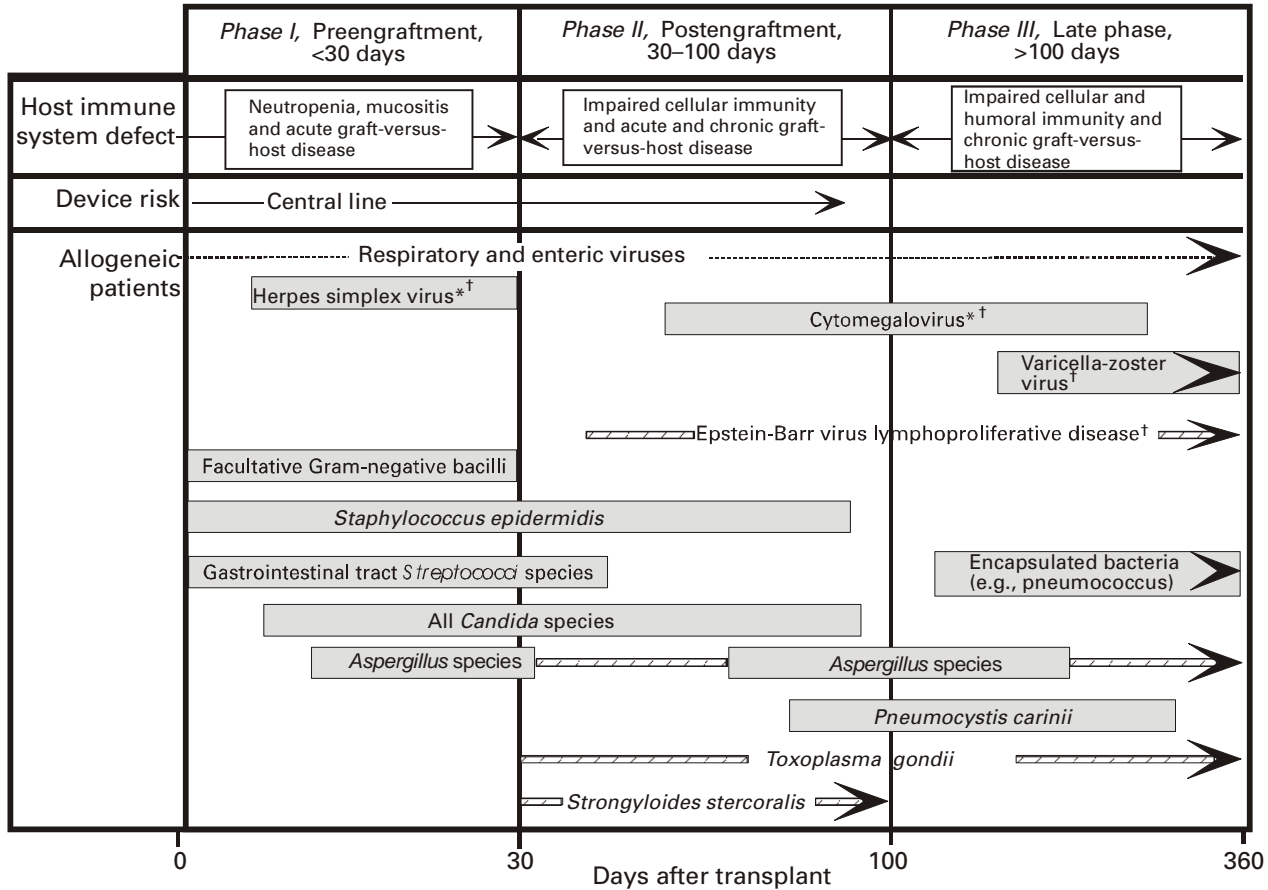 Phase I, Preengraftment,
<30 days
Phase II, Postengraftment,
30–100 days
Phase III, Late phase,
>100 days
Host immune
system defect
Neutropenia, mucositis
and acute graft-versus-
host disease
Impaired cellular immunity
and acute and chronic graft-
versus-host disease
Impaired cellular and
humoral immunity and
chronic graft-versus-
host disease
Device risk
Central line
Allogeneic
patients
Respiratory and enteric viruses
Herpes simplex virus*†
Cytomegalovirus*†
Varicella-zoster
virus†
Epstein-Barr virus lymphoproliferative disease†
Facultative Gram-negative bacilli
Staphylococcus epidermidis
Gastrointestinal tract Streptococci species
Encapsulated bacteria
(e.g., pneumococcus)
All Candida species
Aspergillus species
Aspergillus species
Pneumocystis carinii
Toxoplasma gondii
Strongyloides stercoralis
0
30
100
360
Days after transplant